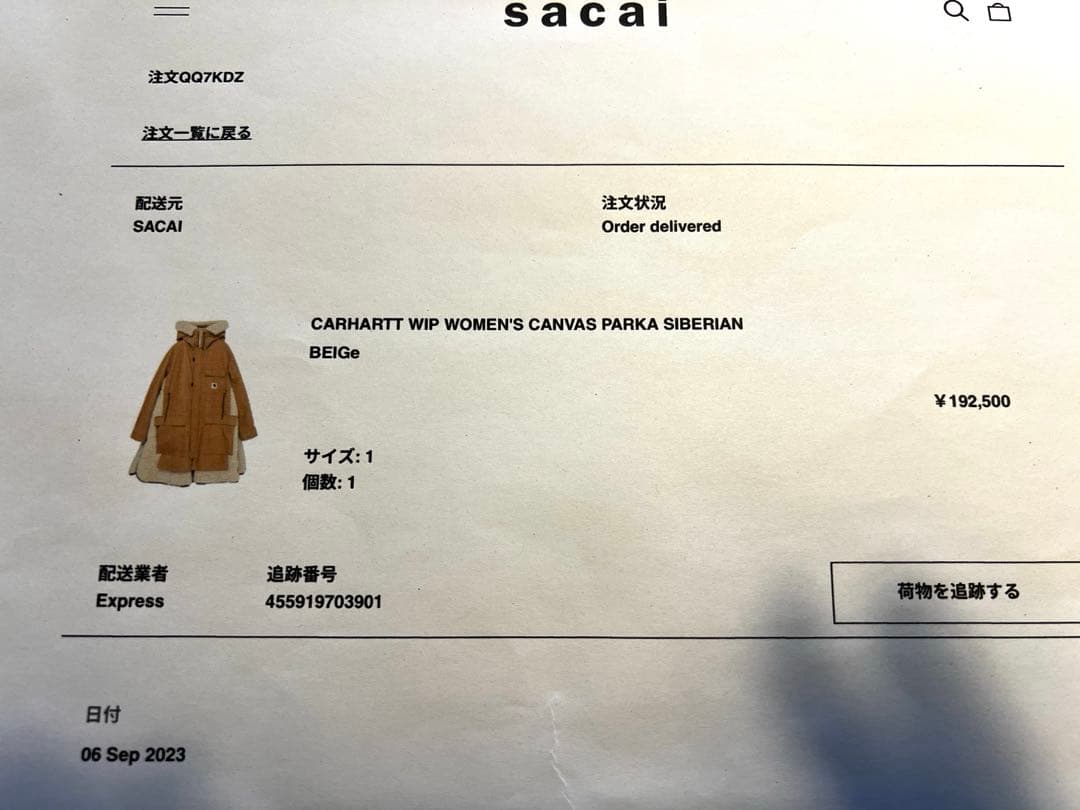 sacai
注文QQ7KDZ
注文一覧に戻る
配送元
SACAI
注文状況
Order delivered
CARHARTT WIP WOMEN'S CANVAS PARKA SIBERIAN
BEIGe
¥192,500
サイズ: 1
個数: 1
配送業者
Express
追跡番号
455919703901
荷物を追跡する
日付
06 Sep 2023